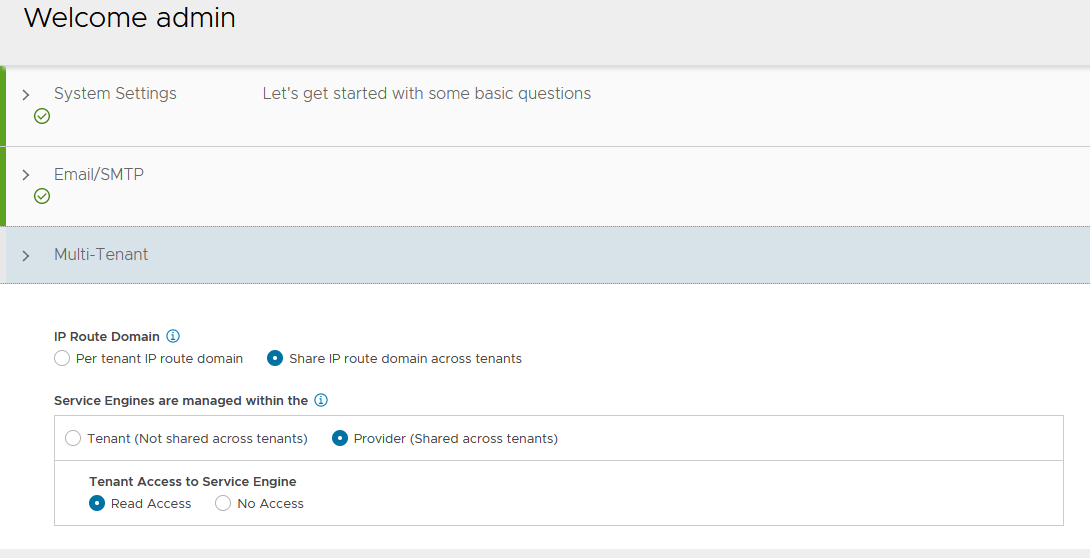 Welcome admin
System Settings Let's get started with some basic questions
Email/SMTP
Multi-Tenant
IP Route Domain
Per tenant IP route domain Share IP route domain across tenants
Service Engines are managed within the
Tenant (Not shared across tenants) Provider (Shared across tenants)
Tenant Access to Service Engine
Read Access No Access